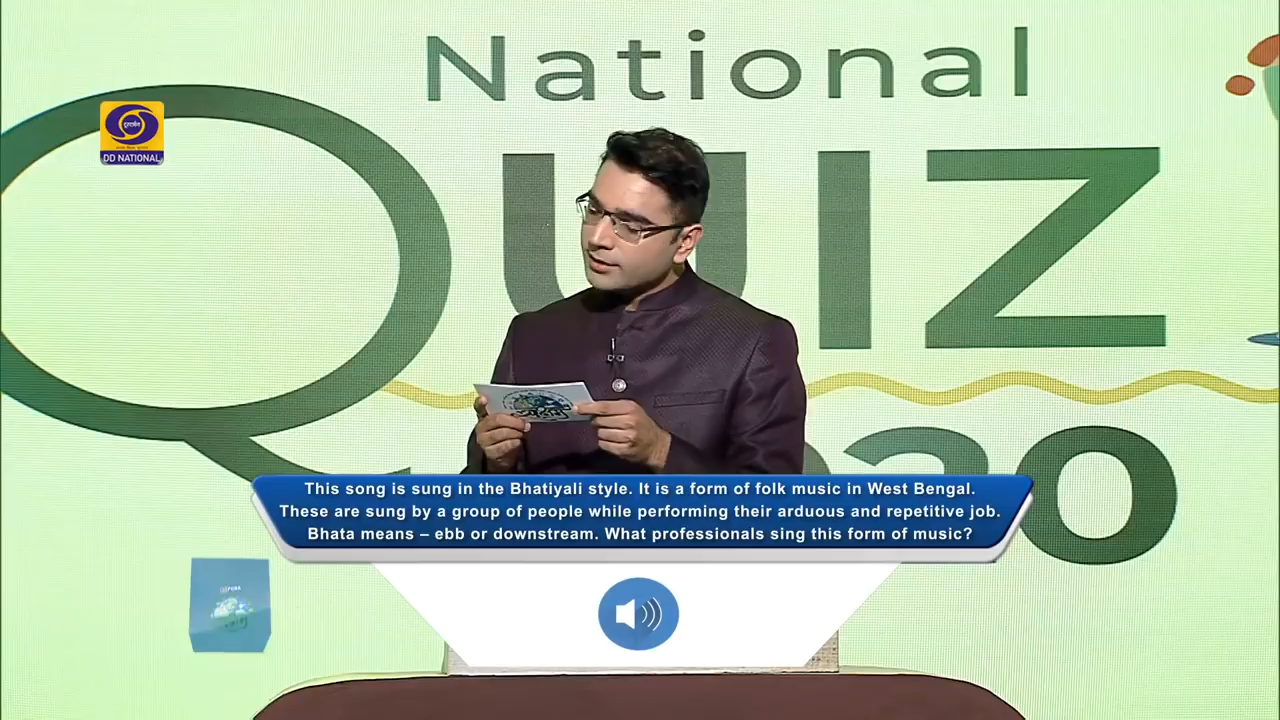 National
QUIZ
दूरदर्शन
DD NATIONAL
This song is sung in the Bhatiyali style. It is a form of folk music in West Bengal.
These are sung by a group of people while performing their arduous and repetitive job.
Bhata means – ebb or downstream. What professionals sing this form of music?